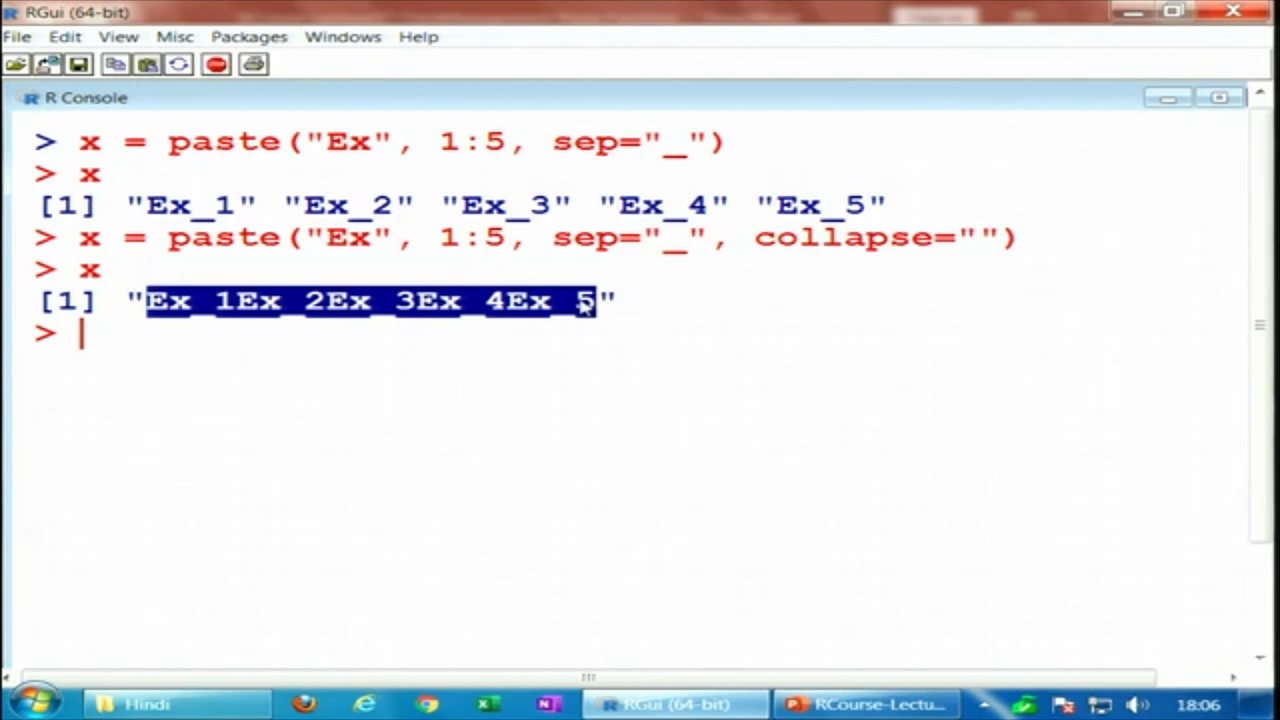 RGui (64-bit)
File Edit View Misc Packages Windows Help
R Console
> x = paste("Ex", 1:5, sep="_")
> x
[1] "Ex_1" "Ex_2" "Ex_3" "Ex_4" "Ex_5"
> x = paste("Ex", 1:5, sep="_", collapse="")
> x
[1] "Ex_1Ex_2Ex_3Ex_4Ex_5"
>
Hindi RGui (64-bit) RCourse-Lectu... 18:06